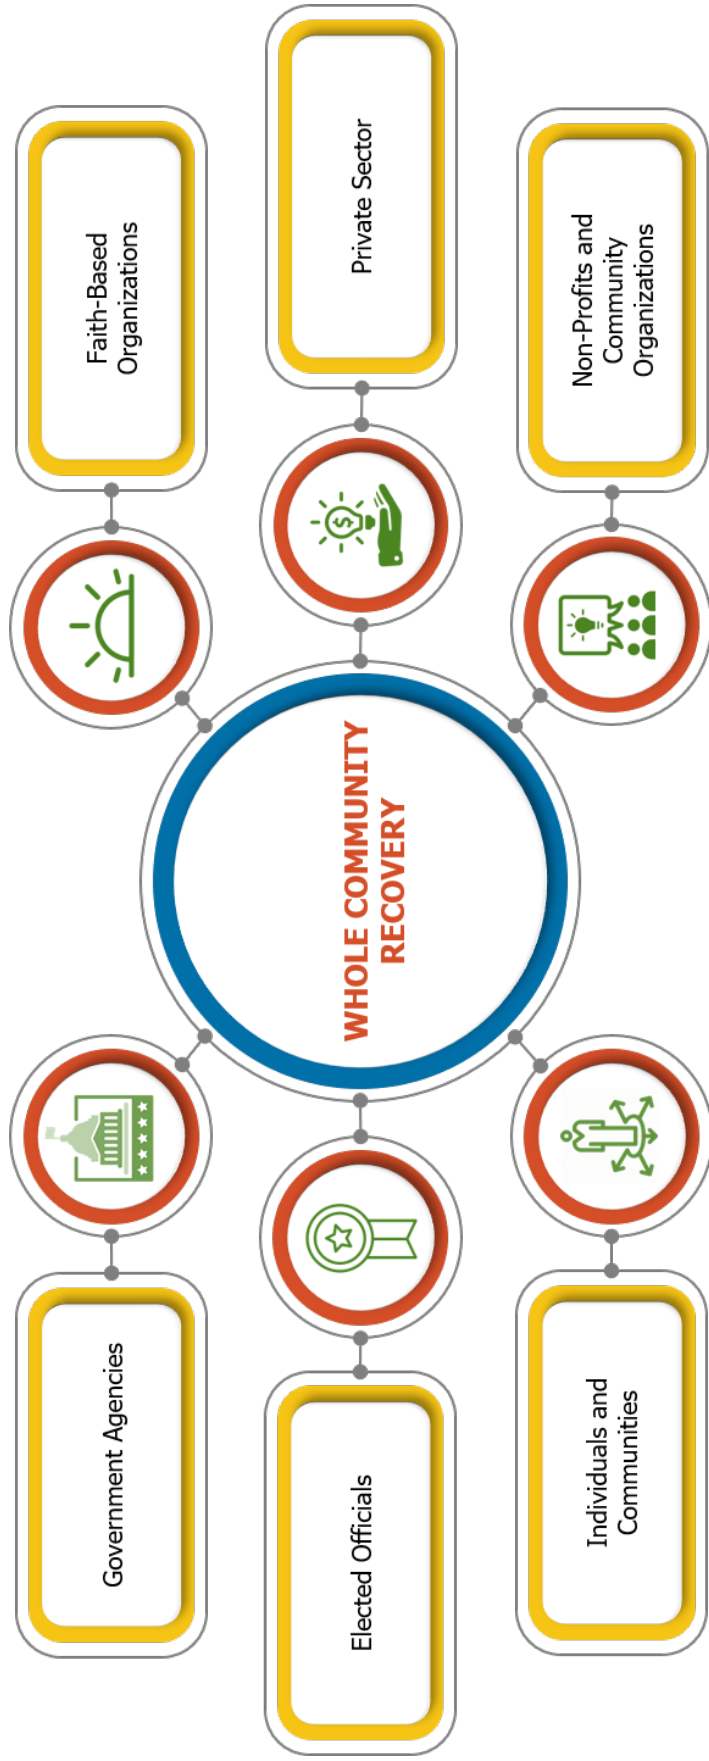 Government Agencies
Faith-Based
Organizations
Elected Officials
WHOLE COMMUNITY
RECOVERY
Private Sector
Individuals and
Communities
Non-Profits and
Community
Organizations